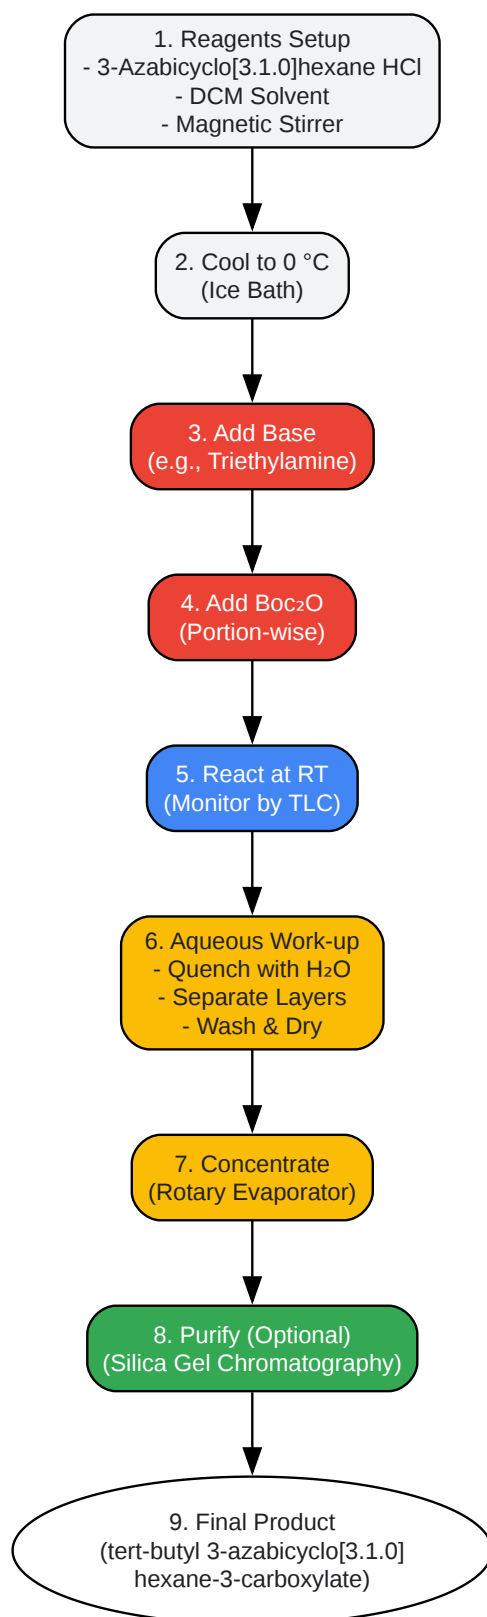 1. Reagents Setup
- 3-Azabicyclo[3.1.0]hexane HCl
- DCM Solvent
- Magnetic Stirrer
2. Cool to 0 °C
(Ice Bath)
3. Add Base
(e.g., Triethylamine)
4. Add Boc₂O
(Portion-wise)
5. React at RT
(Monitor by TLC)
6. Aqueous Work-up
- Quench with H₂O
- Separate Layers
- Wash & Dry
7. Concentrate
(Rotary Evaporator)
8. Purify (Optional)
(Silica Gel Chromatography)
9. Final Product
(tert-butyl 3-azabicyclo[3.1.0]
hexane-3-carboxylate)